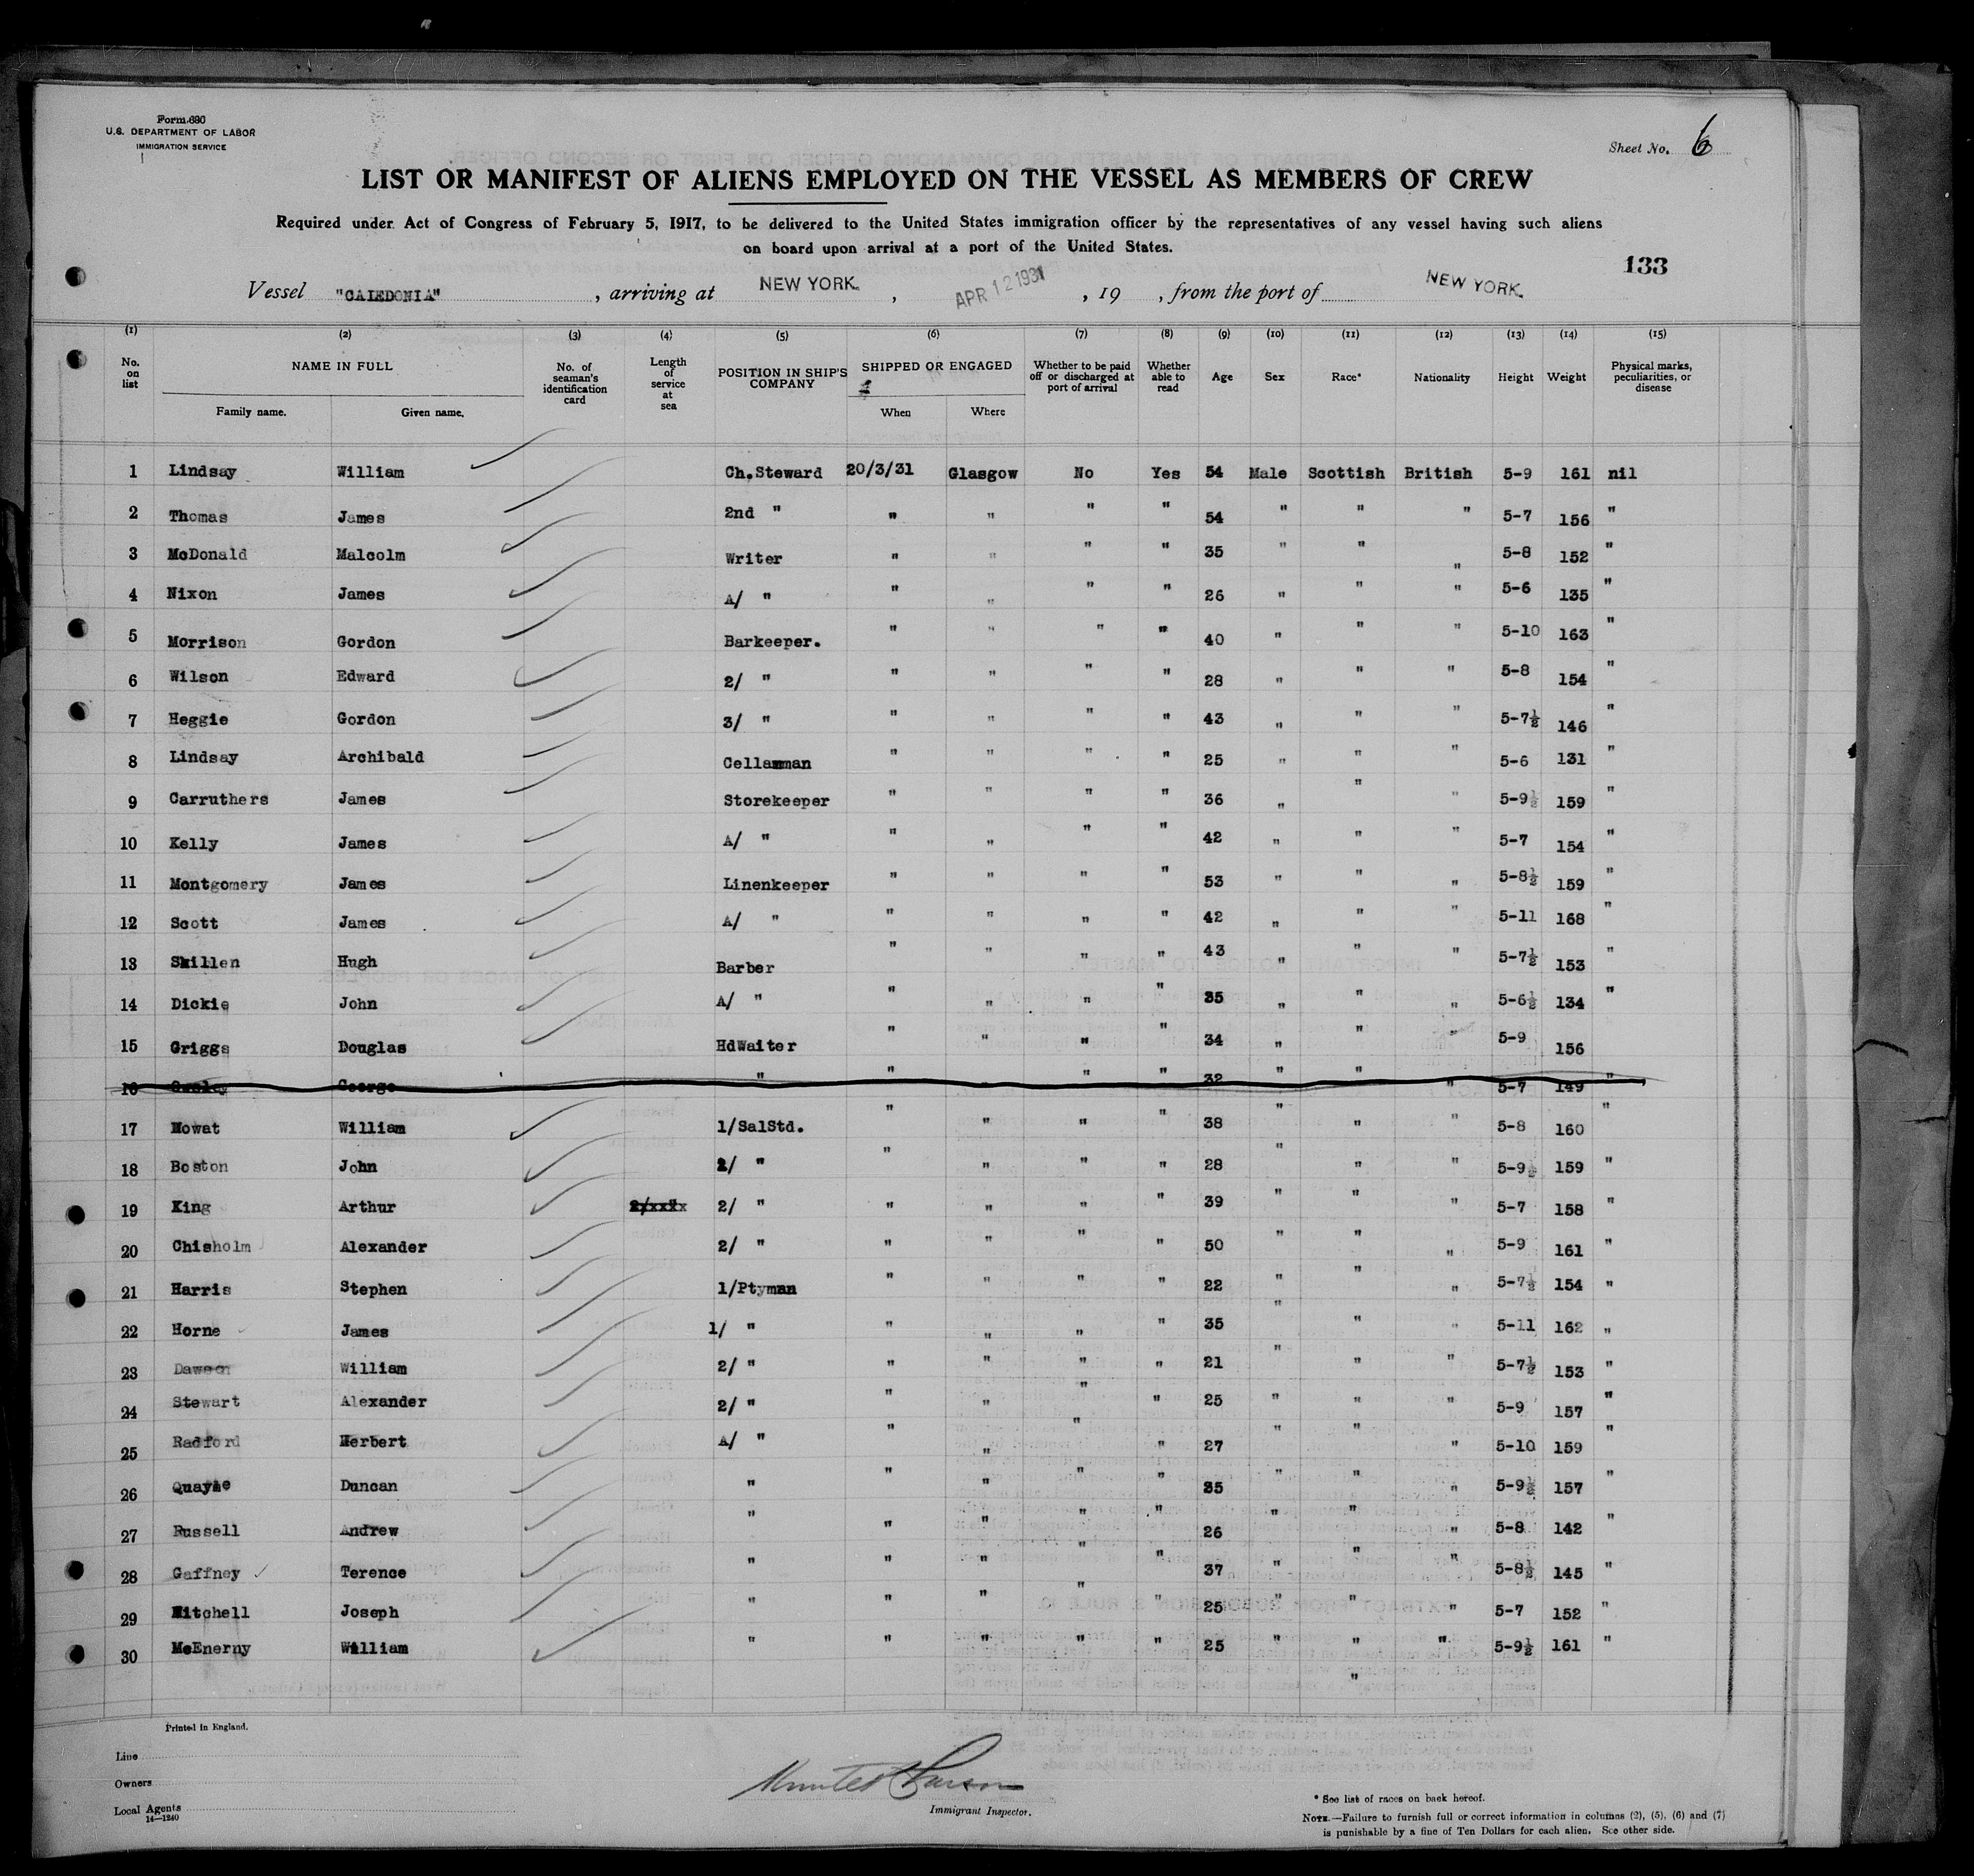 Form 690
U.S. DEPARTMENT OF LABOR
IMMIGRATION SERVICE
Sheet No. 6
LIST OR MANIFEST OF ALIENS EMPLOYED ON THE VESSEL AS MEMBERS OF CREW
Required under Act of Congress of February 5, 1917, to be delivered to the United States immigration officer by the representatives of any vessel having such aliens
on board upon arrival at a port of the United States.
133
Vessel "CALEDONIA", arriving at NEW YORK. , APR 12 1931, 19 , from the port of NEW YORK.
(1) (2) (3) (4) (5) (6) (7) (8) (9) (10) (11) (12) (13) (14) (15)
No. on list NAME IN FULL Family name. Given name. No. of seaman's identification card Length of service at sea POSITION IN SHIP'S COMPANY SHIPPED OR ENGAGED When Where Whether to be paid off or discharged at port of arrival Whether able to read Age Sex Race* Nationality Height Weight Physical marks, peculiarities, or disease
1 Lindsay William Ch.Steward 20/3/31 Glasgow No Yes 54 Male Scottish British 5-9 161 nil
2 Thomas James 2nd " " " " " 54 " " " 5-7 156 "
3 McDonald Malcolm Writer " " " " 35 " " " 5-8 152 "
4 Nixon James A/ " " " " " 26 " " " 5-6 135 "
5 Morrison Gordon Barkeeper. " " " " 40 " " " 5-10 163 "
6 Wilson Edward 2/ " " " " " 28 " " " 5-8 154 "
7 Heggie Gordon 3/ " " " " " 43 " " " 5-7½ 146 "
8 Lindsay Archibald Cellarman " " " " 25 " " " 5-6 131 "
9 Carruthers James Storekeeper " " " " 36 " " " 5-9½ 159 "
10 Kelly James A/ " " " " " 42 " " " 5-7 154 "
11 Montgomery James Linenkeeper " " " " 53 " " " 5-8½ 159 "
12 Scott James A/ " " " " " 42 " " " 5-11 168 "
13 Skillen Hugh Barber " " " " 43 " " " 5-7½ 153 "
14 Dickie John A/ " " " " " 35 " " " 5-6½ 134 "
15 Griggs Douglas HdWaiter " " " " 34 " " " 5-9 156
16 George " " " " " 32 " " " 5-7 149 "
17 Mowat William 1/SalStd. " " " " 38 " " " 5-8 160 "
18 Boston John 2/ " " " " " 28 " " " 5-9½ 159 "
19 King Arthur 2/ " " " " " 39 " " " 5-7 158 "
20 Chisholm Alexander 2/ " " " " " 50 " " " 5-9 161 "
21 Harris Stephen 1/Ptyman " " " " 22 " " " 5-7½ 154 "
22 Horne James 1/ " " " " " 35 " " " 5-11 162 "
23 Dawson William 2/ " " " " " 21 " " " 5-7½ 153 "
24 Stewart Alexander 2/ " " " " " 25 " " " 5-9 157 "
25 Radford Herbert A/ " " " " " 27 " " " 5-10 159 "
26 Quayle Duncan " " " " " 35 " " " 5-9½ 157 "
27 Russell Andrew " " " " " 26 " " " 5-8 142 "
28 Gaffney Terence " " " " " 37 " " " 5-8½ 145 "
29 Mitchell Joseph " " " " " 25 " " " 5-7 152 "
30 McEnerny William " " " " " 25 " " " 5-9½ 161 "
"
Printed in England.
Line
Owners
Local Agents
14—1240
Immigrant Inspector.
* See list of races on back hereof.
NOTE.—Failure to furnish full or correct information in columns (2), (5), (6) and (7)
is punishable by a fine of Ten Dollars for each alien. See other side.